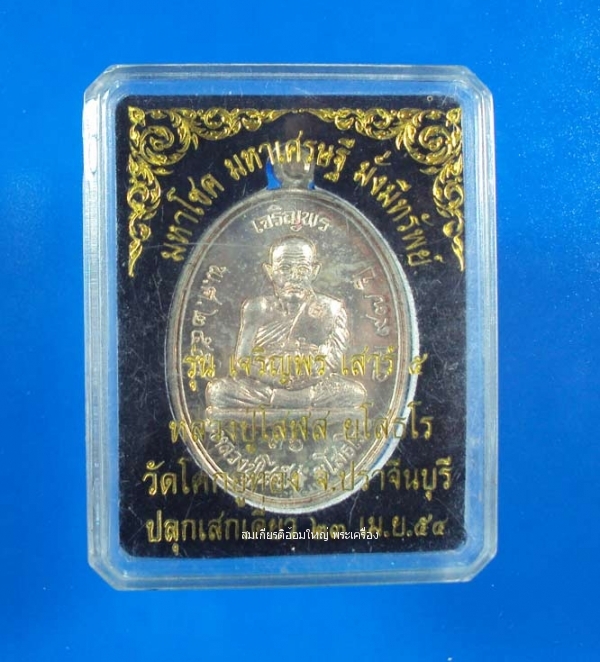 มหาโชค มหาเศรษฐี มั่งมีทรัพย์
เจริญพร
รุ่น เจริญพร เสาร์ ๕
หลวงปู่โสฬส ยโสธโร
วัดโคกอู่ทอง จ.ปราจีนบุรี
ปลุกเสกเดี่ยว ๒๓ เม.ย.๕๔
สมเกียรติอ้อมใหญ่ พระเครื่อง